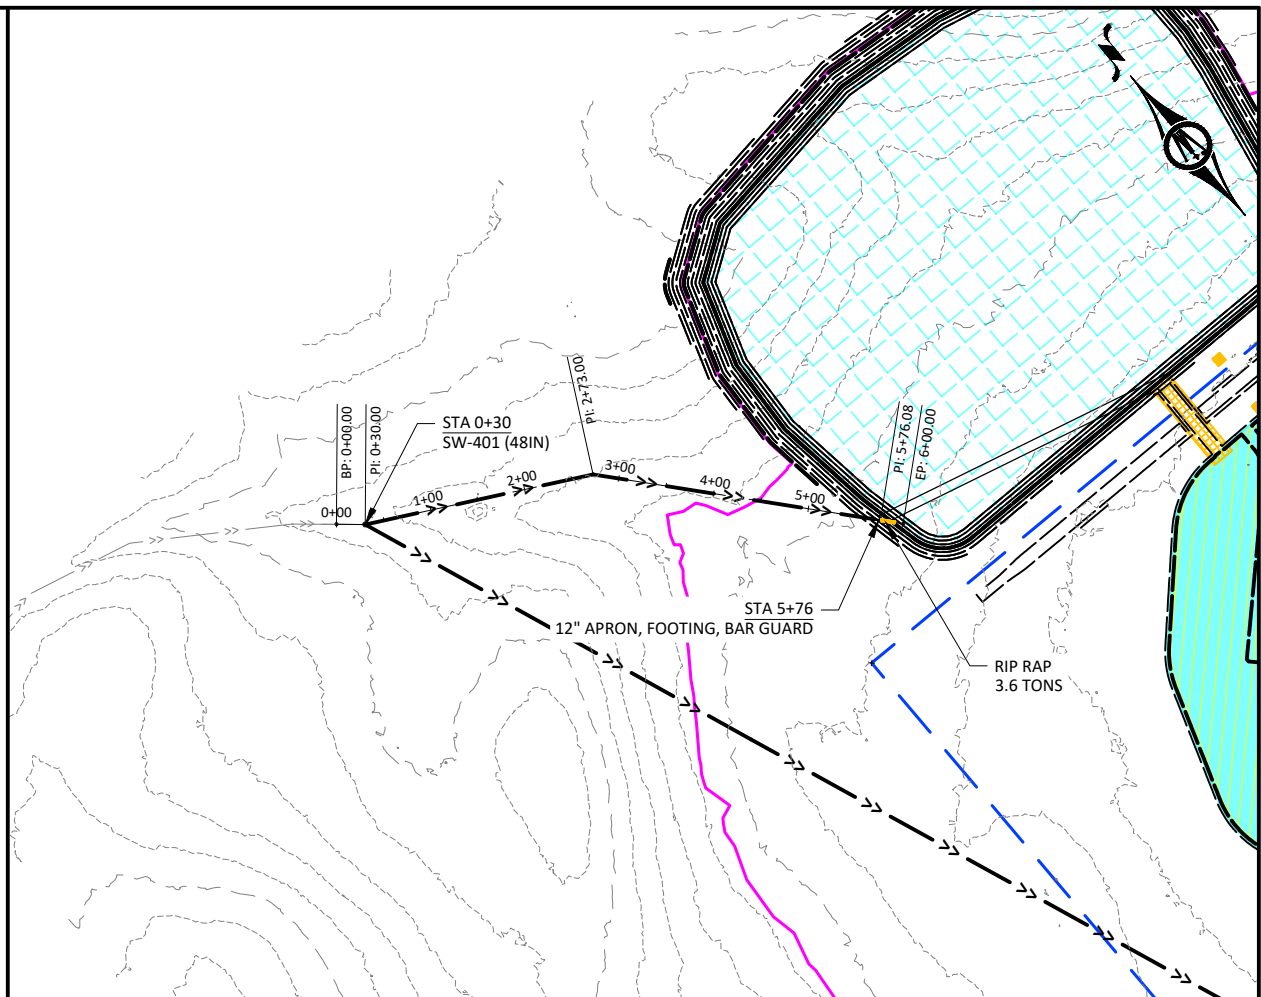 N
PI: 2+73.00
BP: 0+00.00
PI: 0+30.00
STA 0+30
SW-401 (48IN)
PI: 5+76.08
EP: 6+00.00
0+00
1+00
2+00
3+00
4+00
5+00
STA 5+76
12" APRON, FOOTING, BAR GUARD
RIP RAP
3.6 TONS